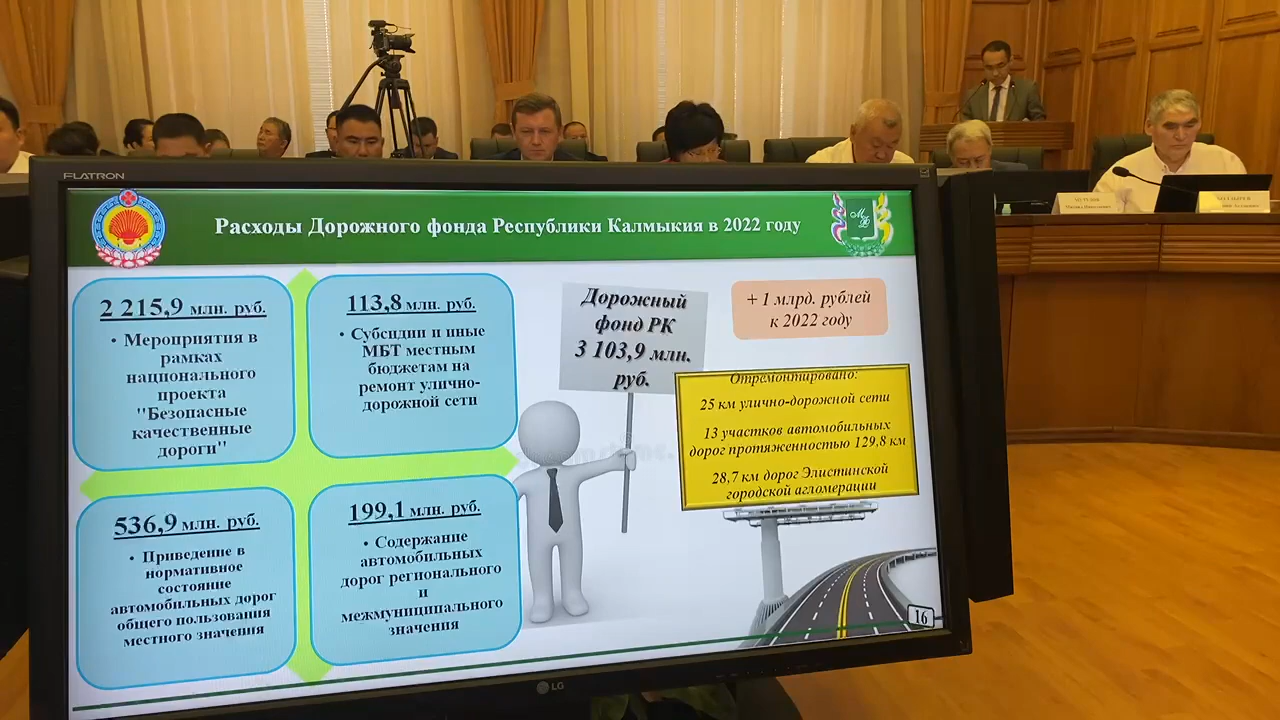 FLATRON
Расходы Дорожного фонда Республики Калмыкия в 2022 году
2 215,9 млн. руб.
• Мероприятия в
рамках
национального
проекта
"Безопасные
качественные
дороги"
113,8 млн. руб.
• Субсидии и иные
МБТ местным
бюджетам на
ремонт улично-
дорожной сети
536,9 млн. руб.
• Приведение в
нормативное
состояние
автомобильных дорог
общего пользования
местного значения
199,1 млн. руб.
• Содержание
автомобильных
дорог регионального
и
межмуниципального
значения
Дорожный
фонд РК
3 103,9 млн.
руб.
+ 1 млрд. рублей
к 2022 году
Отремонтировано:
25 км улично-дорожной сети
13 участков автомобильных
дорог протяженностью 129,8 км
28,7 км дорог Элистинской
городской агломерации
16
LG